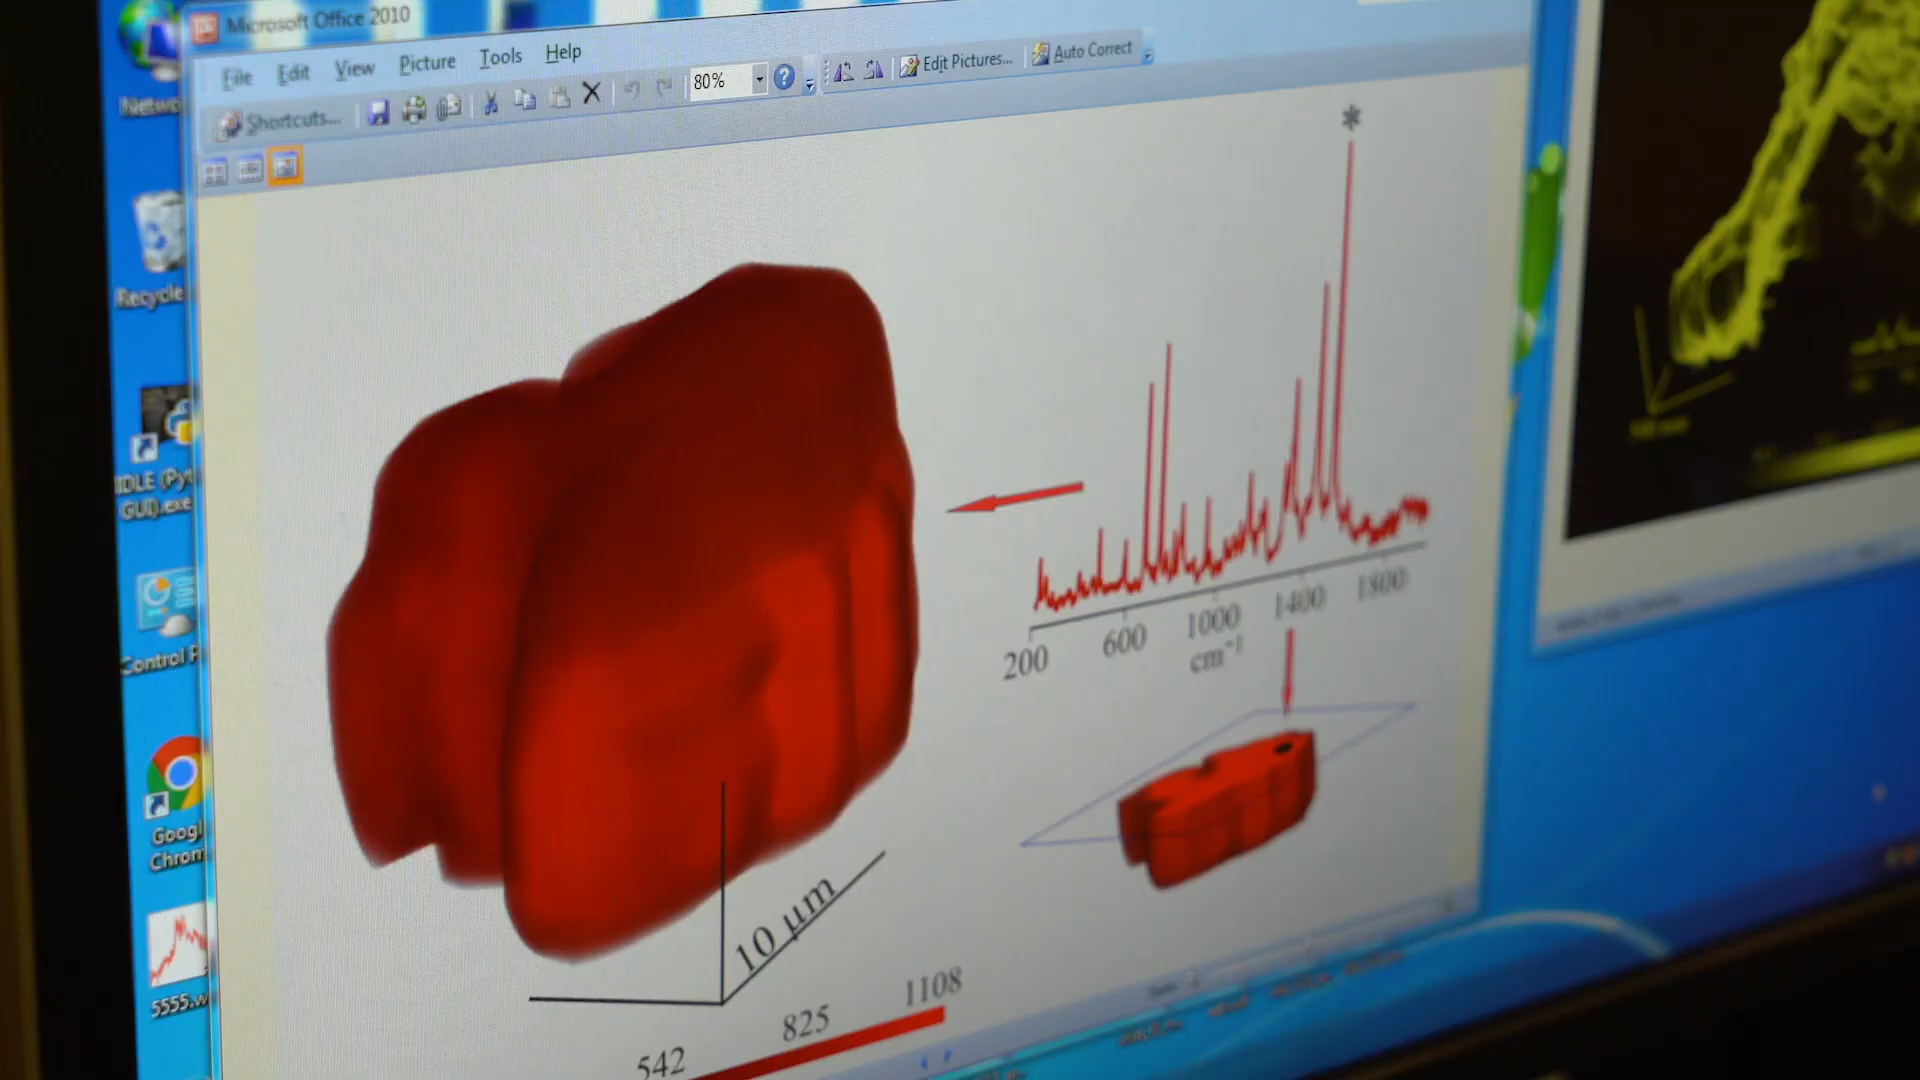 Microsoft Office 2010
File Edit View Picture Tools Help
Shortcuts...
80%
Edit Pictures...
Auto Correct
Recycle
IDLE (Pyt
GUI).exe
Control P
Googl
Chrom
5555.w
*
200 600 1000 1400 1800
cm⁻¹
10 µm
542 825 1108